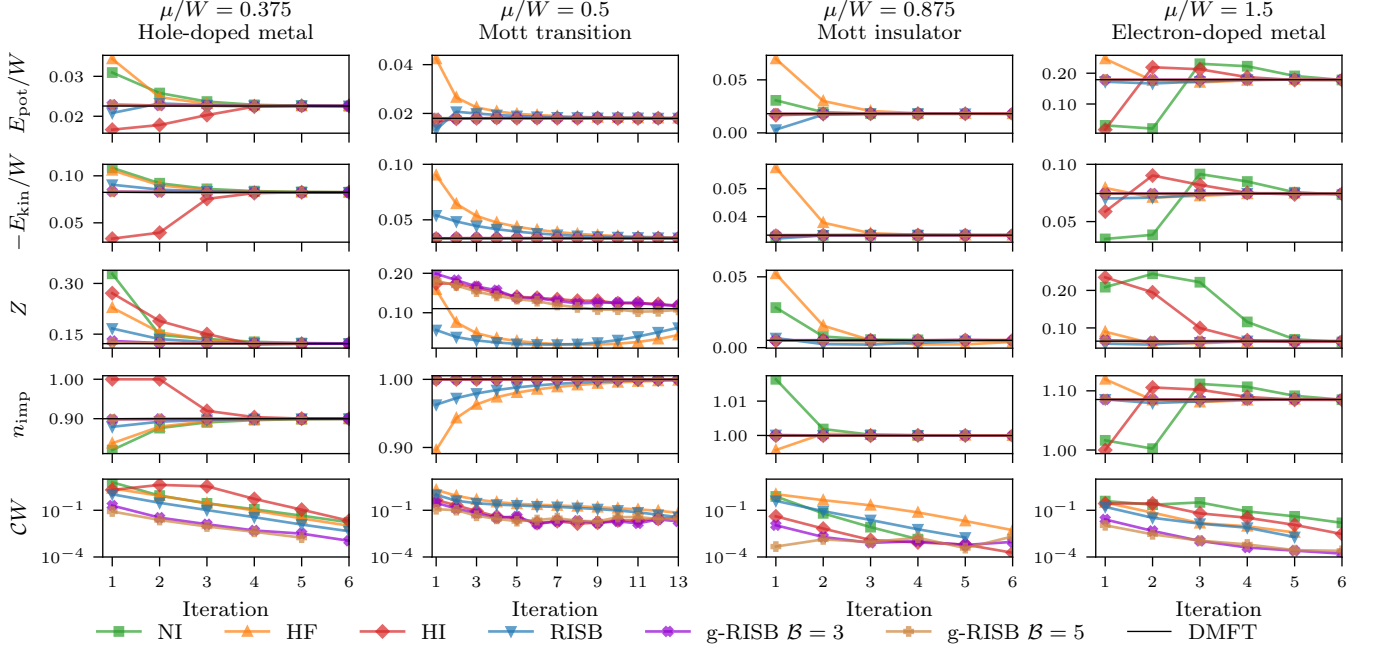 μ/W = 0.375
Hole-doped metal
μ/W = 0.5
Mott transition
μ/W = 0.875
Mott insulator
μ/W = 1.5
Electron-doped metal
E_pot/W
0.03
0.02
0.04
0.02
0.05
0.00
0.20
0.10
−E_kin/W
0.10
0.05
0.10
0.05
0.05
0.04
0.10
0.05
Z
0.30
0.15
0.20
0.10
0.05
0.00
0.20
0.10
n_imp
1.00
0.90
1.00
0.90
1.01
1.00
1.10
1.00
𝒞W
10⁻¹
10⁻⁴
10⁻¹
10⁻⁴
10⁻¹
10⁻⁴
10⁻¹
10⁻⁴
1 2 3 4 5 6
1 3 5 7 9 11 13
1 2 3 4 5 6
1 2 3 4 5 6
Iteration
Iteration
Iteration
Iteration
NI HF HI RISB g-RISB ℬ = 3 g-RISB ℬ = 5 DMFT